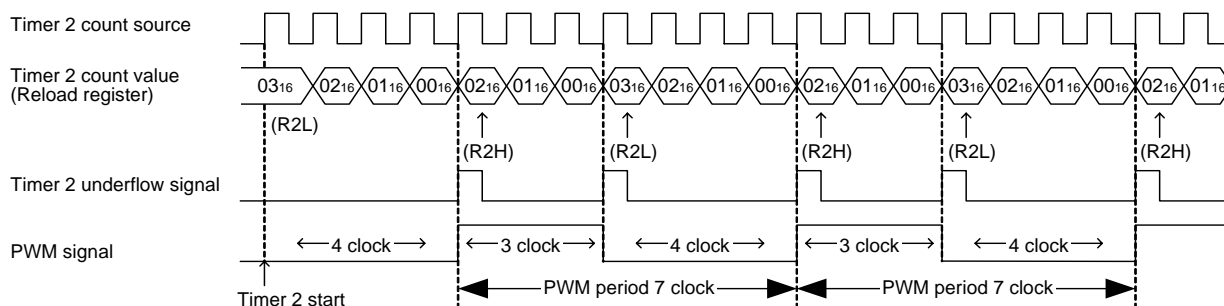 Timer 2 count source
Timer 2 count value
(Reload register)
0316 0216 0116 0016 0216 0116 0016 0316 0216 0116 0016 0216 0116 0016 0316 0216 0116 0016 0216 0116
(R2L)
(R2H) (R2L) (R2H) (R2L) (R2H)
Timer 2 underflow signal
PWM signal
4 clock 3 clock 4 clock 3 clock 4 clock
PWM period 7 clock PWM period 7 clock
Timer 2 start